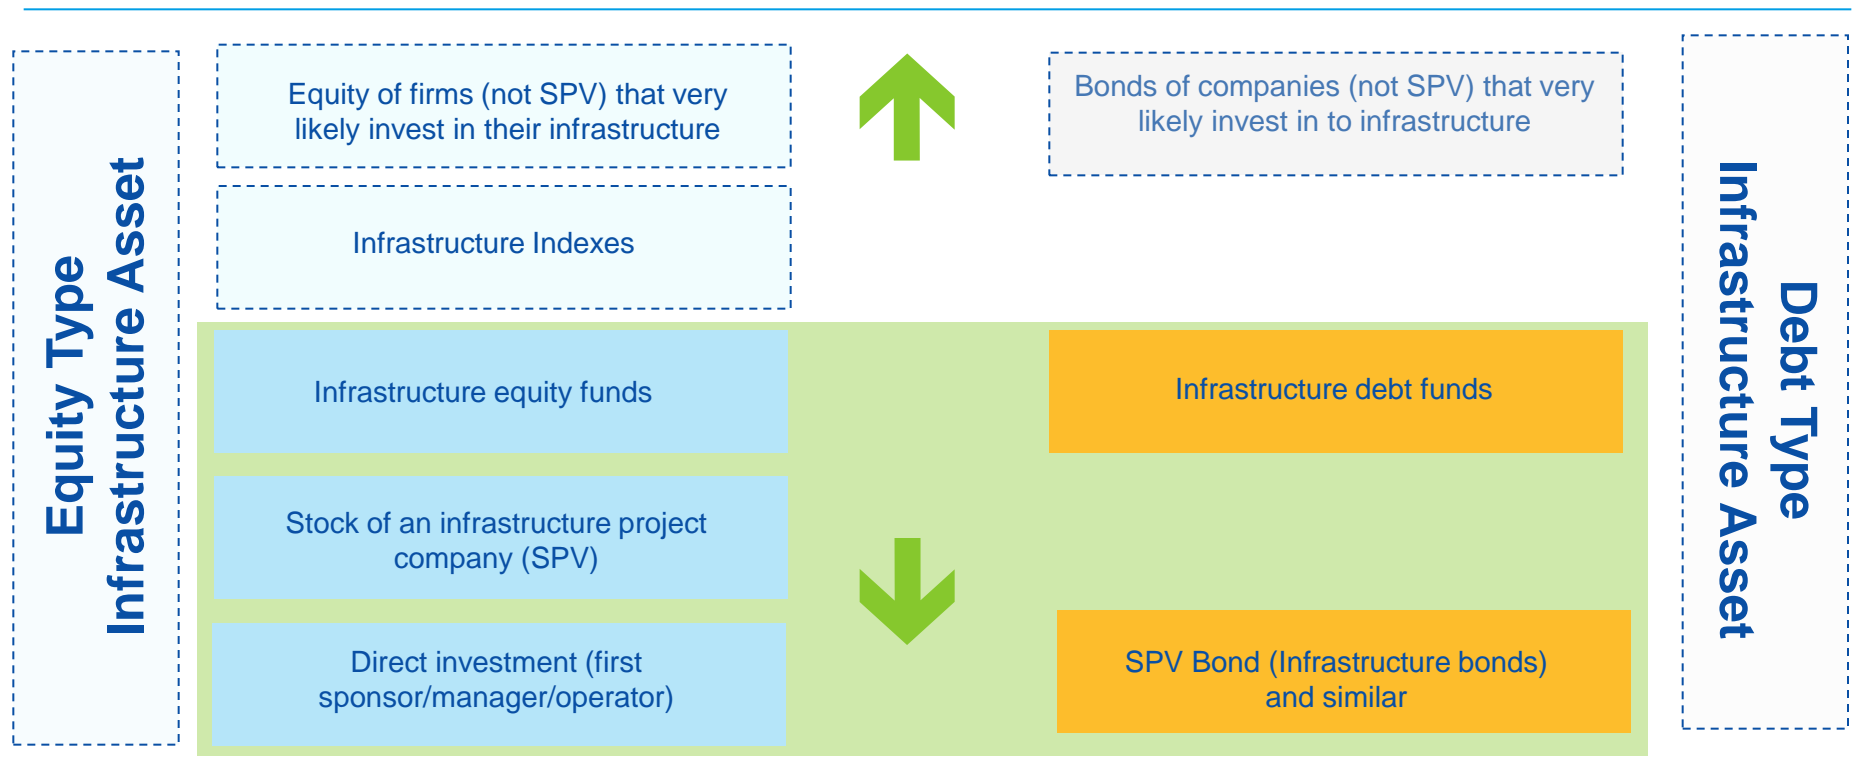 Equity Type
Infrastructure Asset
Equity of firms (not SPV) that very
likely invest in their infrastructure
Infrastructure Indexes
Infrastructure equity funds
Stock of an infrastructure project
company (SPV)
Direct investment (first
sponsor/manager/operator)
Bonds of companies (not SPV) that very
likely invest in to infrastructure
Infrastructure debt funds
SPV Bond (Infrastructure bonds)
and similar
Debt Type
Infrastructure Asset